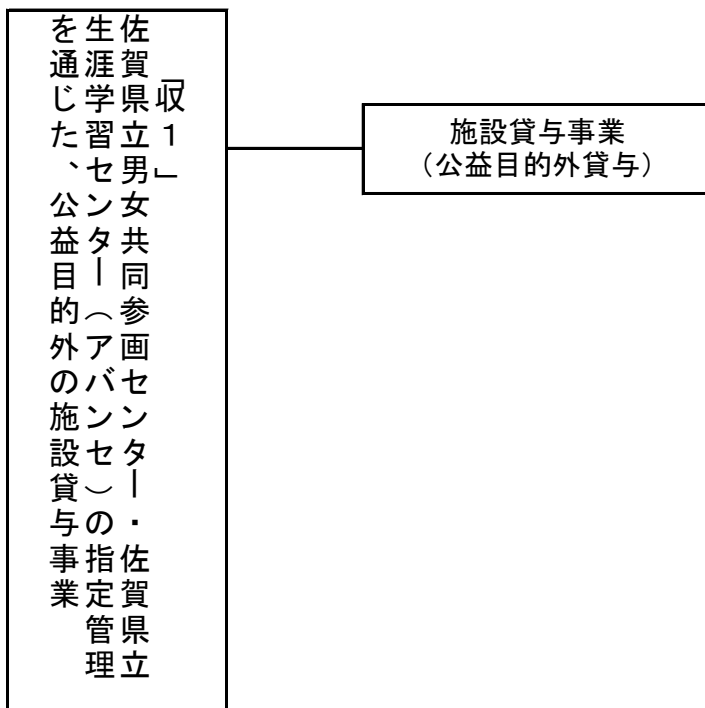 「収１」
佐賀県立男女共同参画センター・佐賀県立
生涯学習センター（アバンセ）の指定管理
を通じた、公益目的外の施設貸与事業
施設貸与事業
（公益目的外貸与）